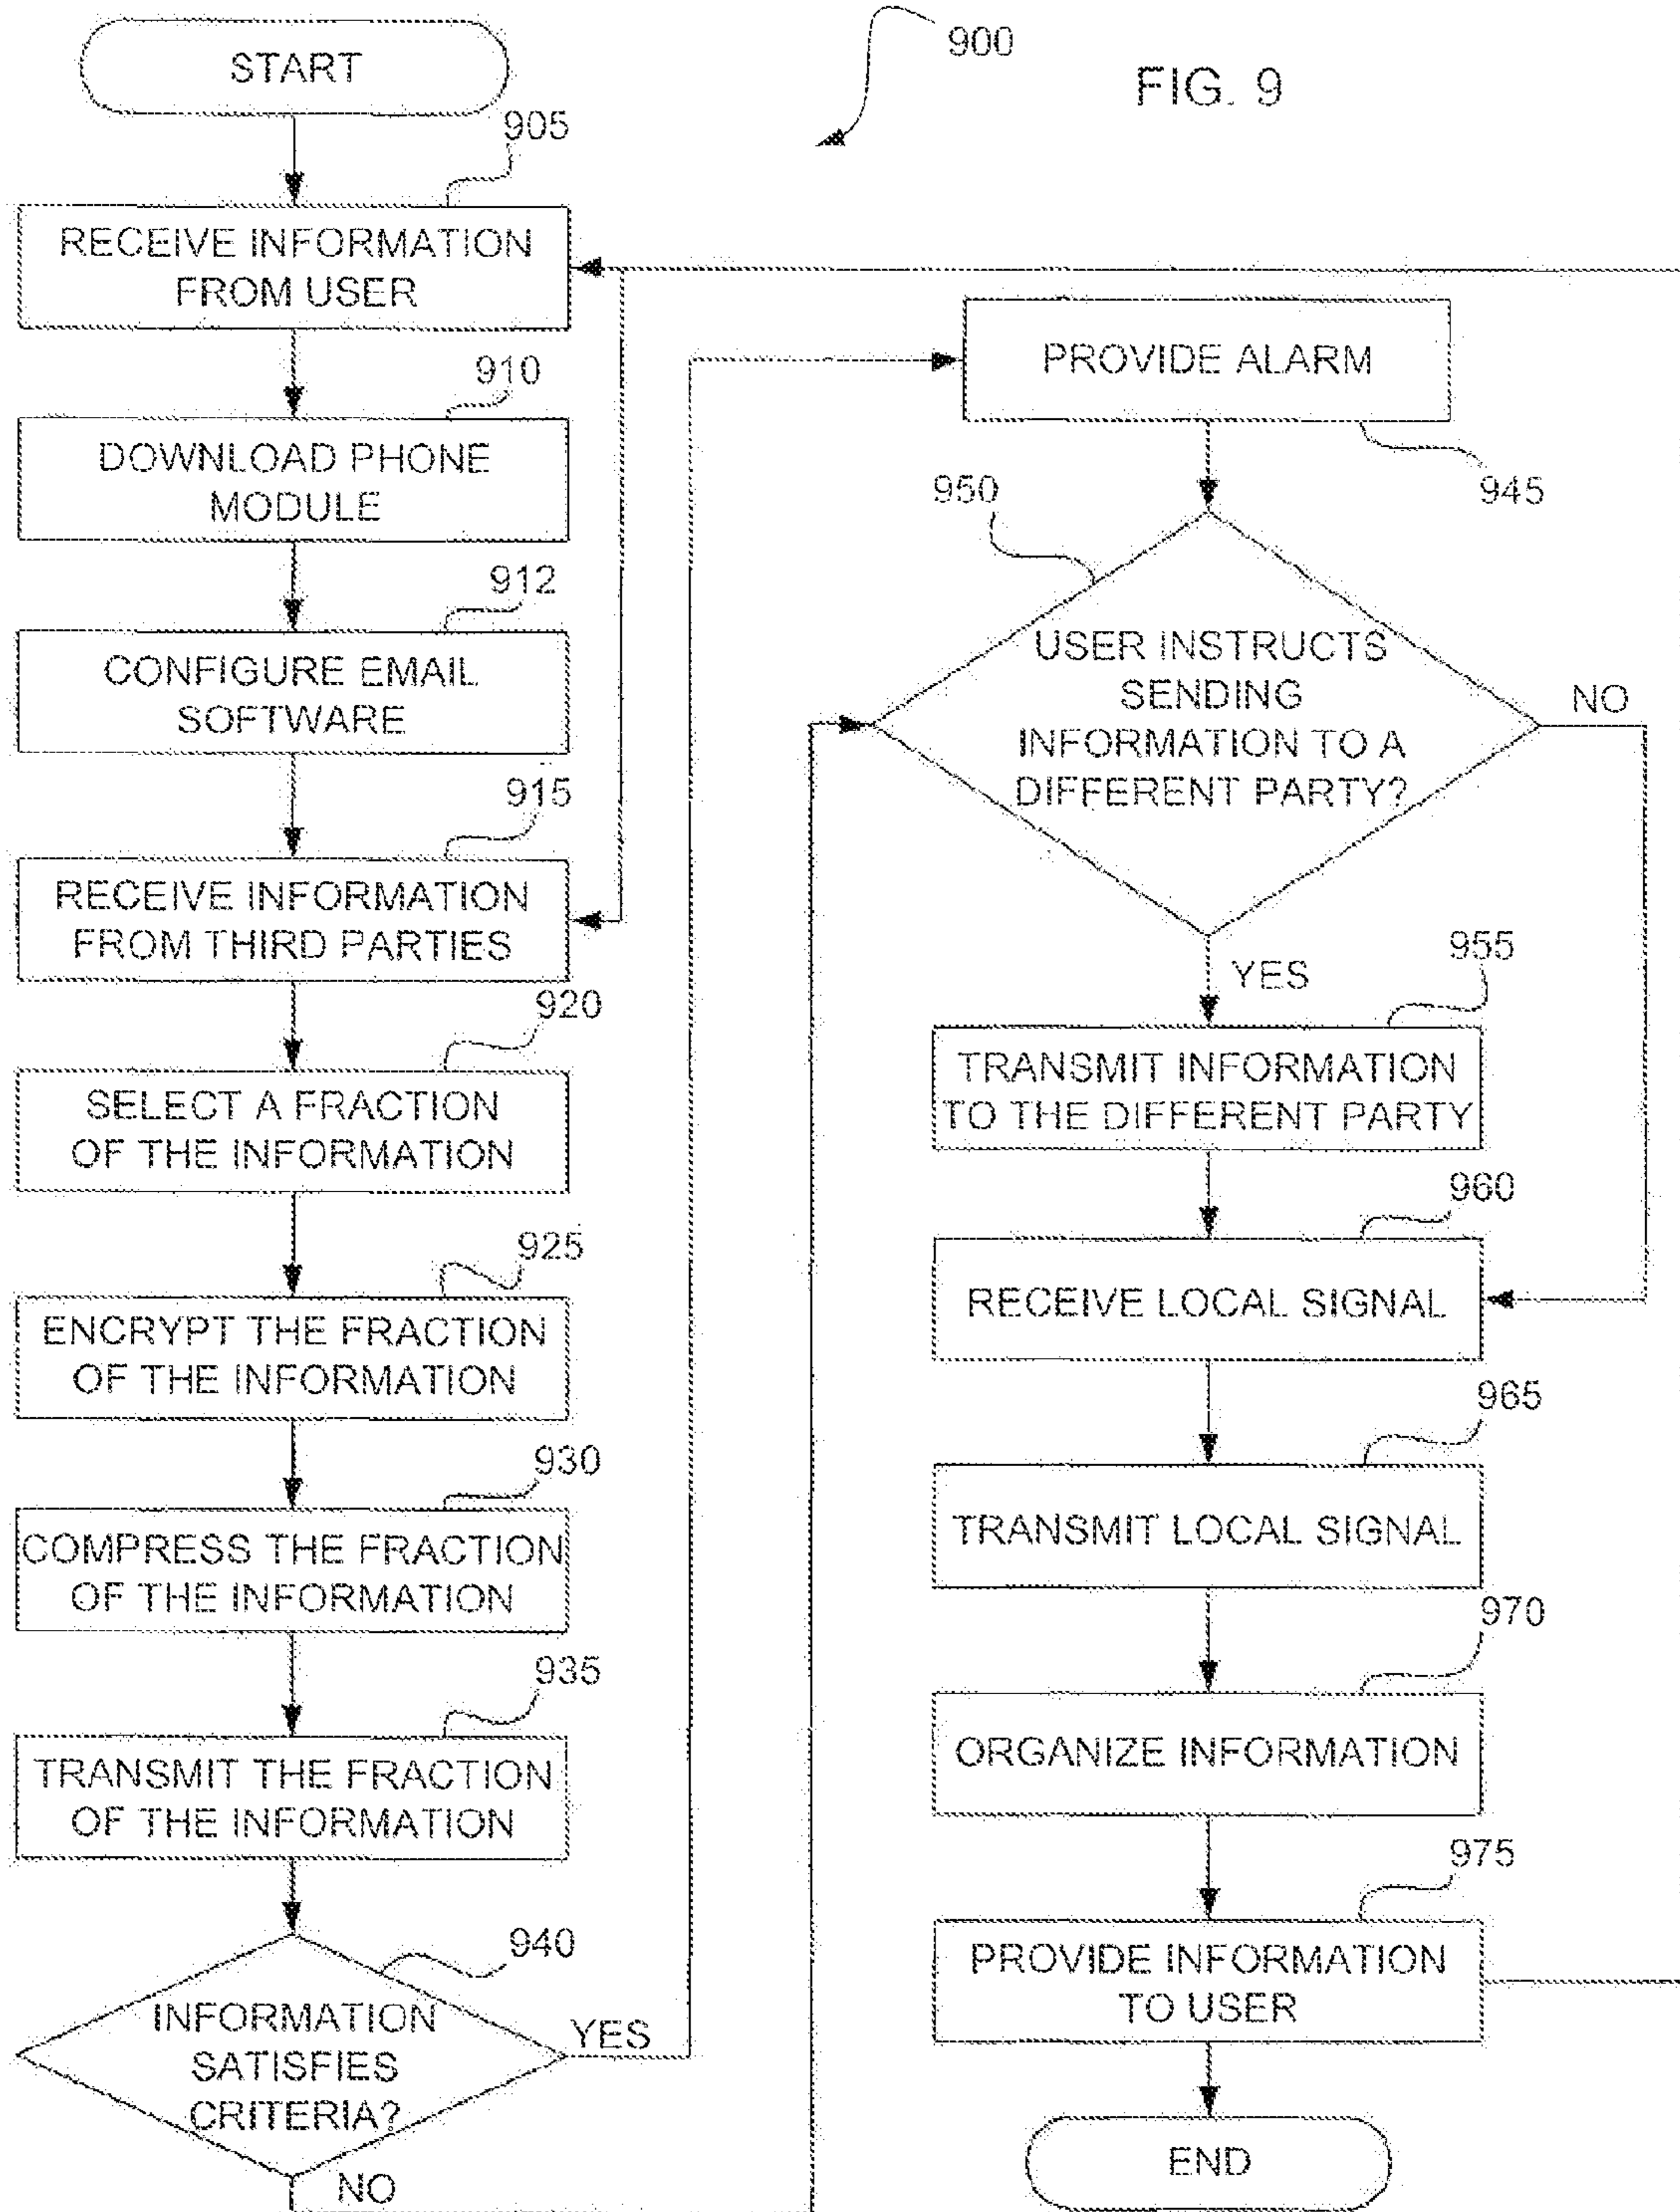 900
FIG. 9
START
905
RECEIVE INFORMATION
FROM USER
910
DOWNLOAD PHONE
MODULE
912
CONFIGURE EMAIL
SOFTWARE
915
RECEIVE INFORMATION
FROM THIRD PARTIES
920
SELECT A FRACTION
OF THE INFORMATION
925
ENCRYPT THE FRACTION
OF THE INFORMATION
930
COMPRESS THE FRACTION
OF THE INFORMATION
935
TRANSMIT THE FRACTION
OF THE INFORMATION
940
INFORMATION
SATISFIES
CRITERIA?
YES
NO
PROVIDE ALARM
945
950
USER INSTRUCTS
SENDING
INFORMATION TO A
DIFFERENT PARTY?
NO
YES
955
TRANSMIT INFORMATION
TO THE DIFFERENT PARTY
960
RECEIVE LOCAL SIGNAL
965
TRANSMIT LOCAL SIGNAL
970
ORGANIZE INFORMATION
975
PROVIDE INFORMATION
TO USER
END